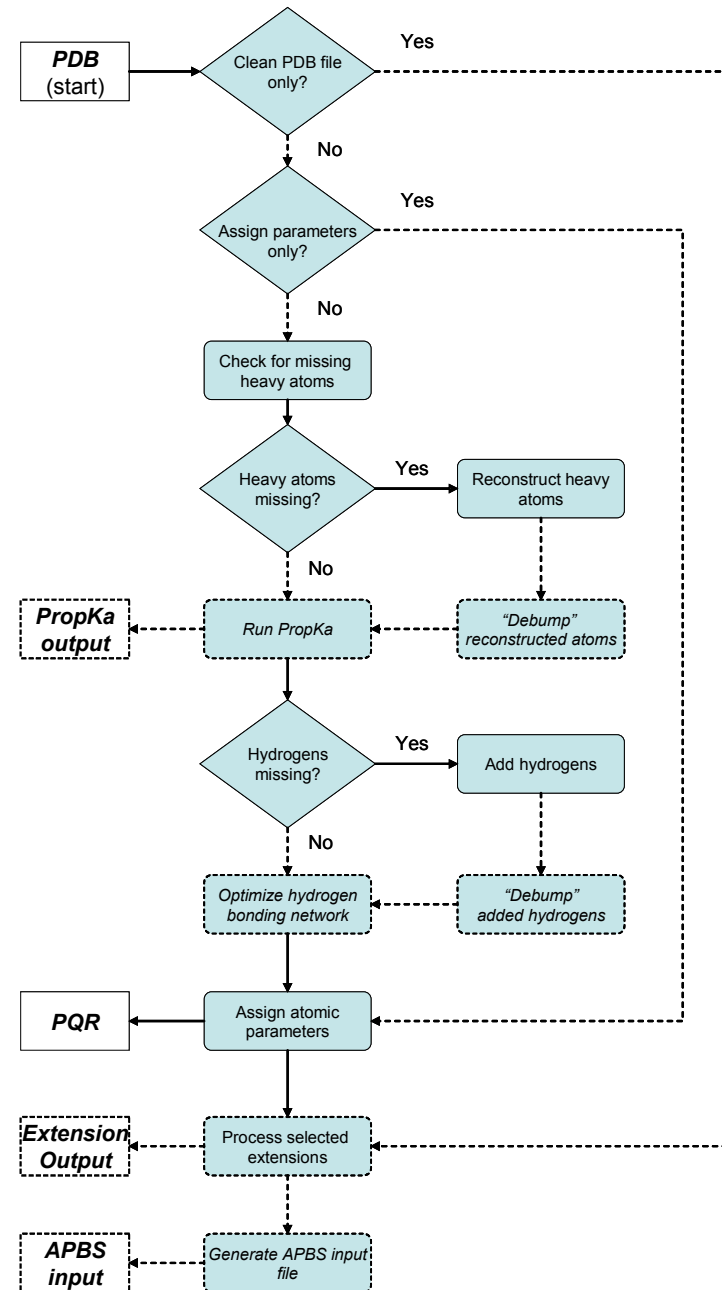 PDB
(start)
Clean PDB file
only?
Yes
No
Assign parameters
only?
Yes
No
Check for missing
heavy atoms
Heavy atoms
missing?
Yes
Reconstruct heavy
atoms
No
PropKa
output
Run PropKa
“Debump”
reconstructed atoms
Hydrogens
missing?
Yes
Add hydrogens
No
Optimize hydrogen
bonding network
“Debump”
added hydrogens
PQR
Assign atomic
parameters
Extension
Output
Process selected
extensions
APBS
input
Generate APBS input
file